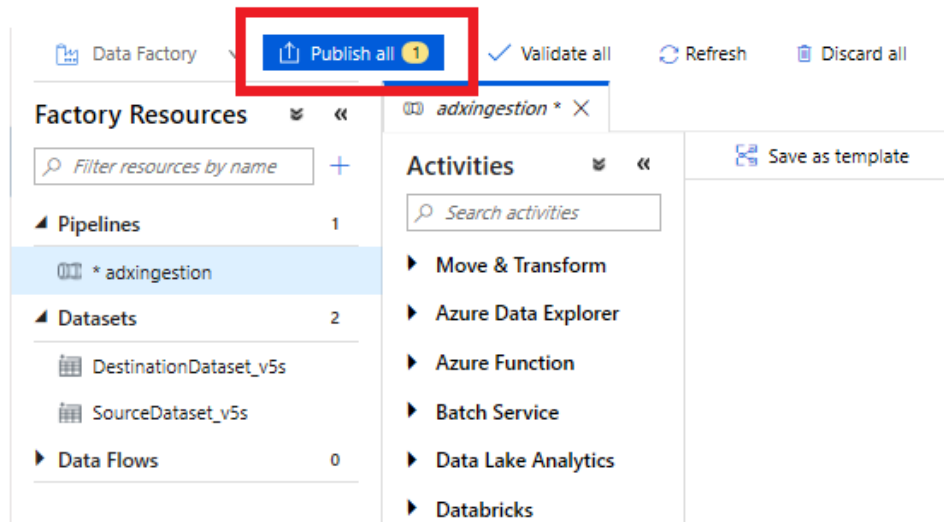 Data Factory
Publish all 1
Validate all
Refresh
Discard all
Factory Resources
Filter resources by name
Pipelines 1
* adxingestion
Datasets 2
DestinationDataset_v5s
SourceDataset_v5s
Data Flows 0
adxingestion *
Activities
Search activities
Move & Transform
Azure Data Explorer
Azure Function
Batch Service
Data Lake Analytics
Databricks
Save as template